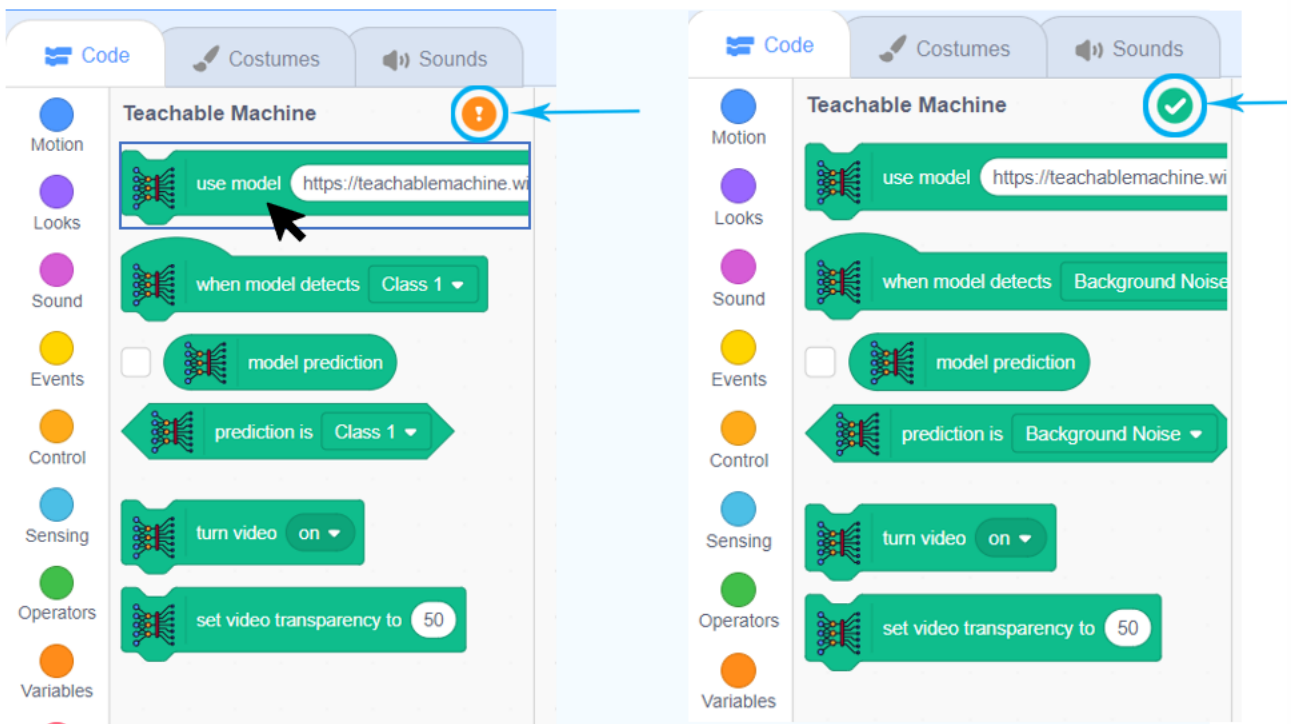 Code
Costumes
Sounds
Motion
Looks
Sound
Events
Control
Sensing
Operators
Variables
Teachable Machine
!
use model https://teachablemachine.wi
when model detects Class 1
model prediction
prediction is Class 1
turn video on
set video transparency to 50
Code
Costumes
Sounds
Motion
Looks
Sound
Events
Control
Sensing
Operators
Variables
Teachable Machine
use model https://teachablemachine.wi
when model detects Background Noise
model prediction
prediction is Background Noise
turn video on
set video transparency to 50